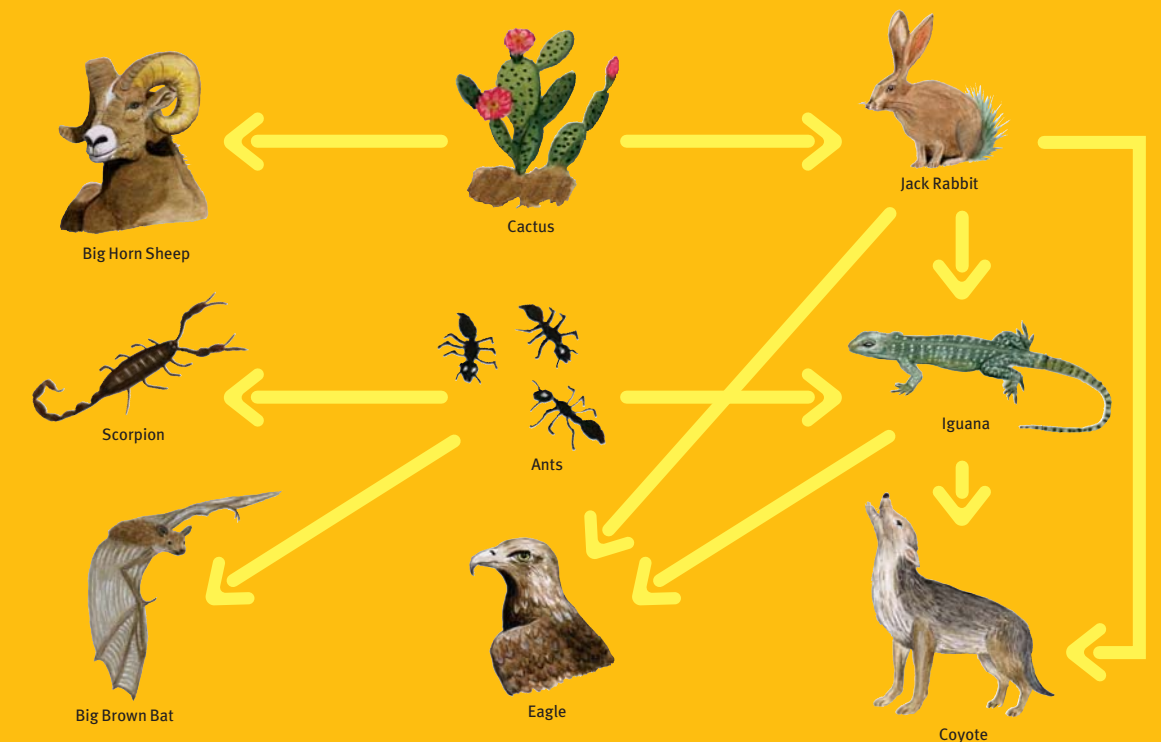 Big Horn Sheep
Cactus
Jack Rabbit
Scorpion
Ants
Iguana
Big Brown Bat
Eagle
Coyote